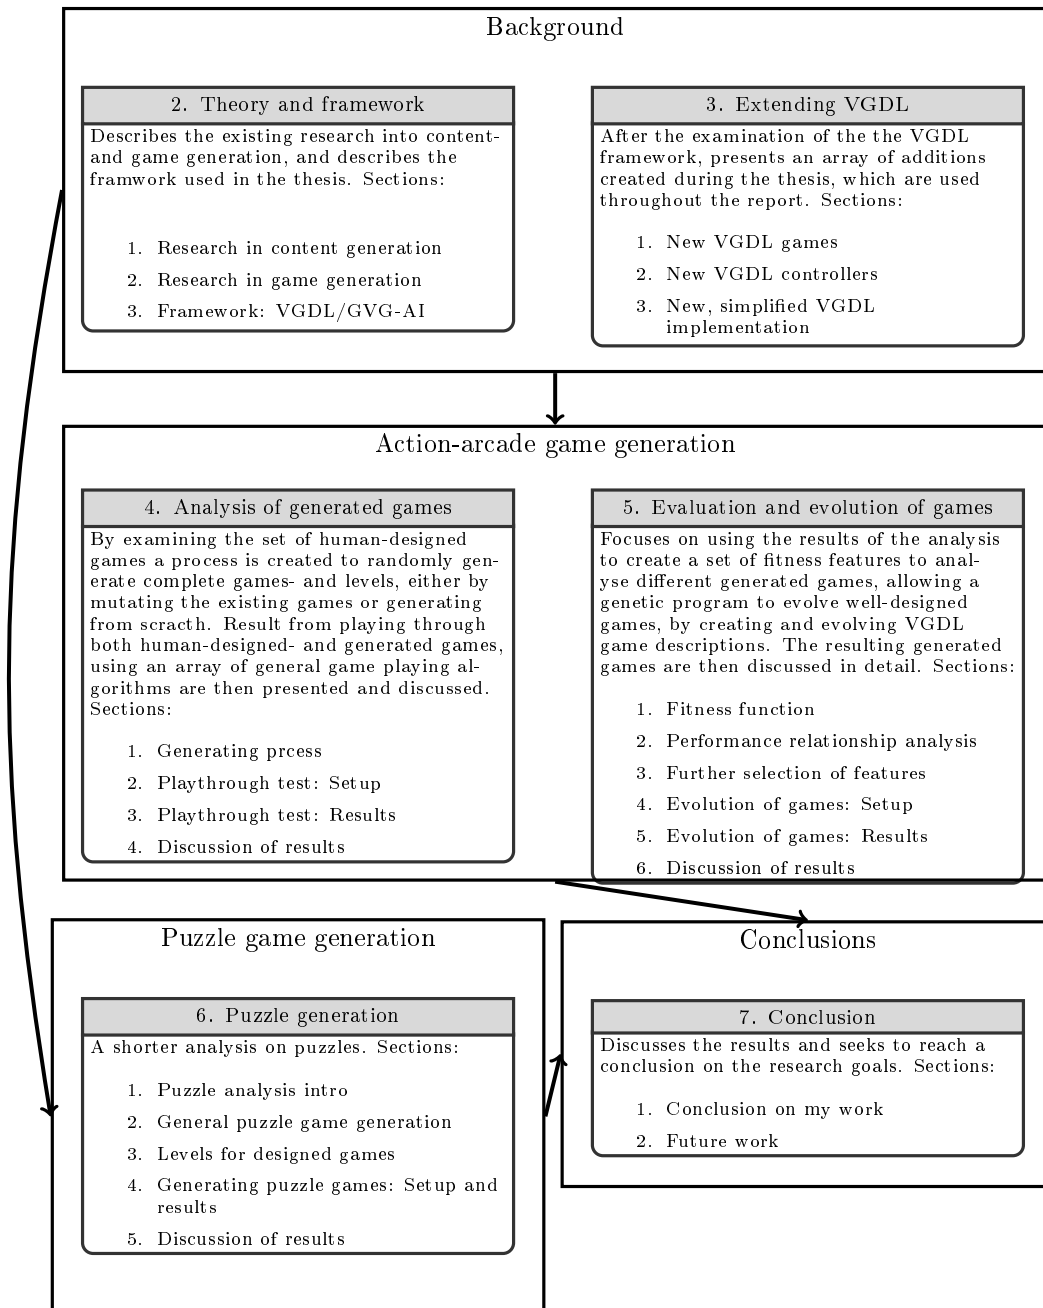 Background
2. Theory and framework
Describes the existing research into content-
and game generation, and describes the
framwork used in the thesis. Sections:
1. Research in content generation
2. Research in game generation
3. Framework: VGDL/GVG-AI
3. Extending VGDL
After the examination of the the VGDL
framework, presents an array of additions
created during the thesis, which are used
throughout the report. Sections:
1. New VGDL games
2. New VGDL controllers
3. New, simplified VGDL
implementation
Action-arcade game generation
4. Analysis of generated games
By examining the set of human-designed
games a process is created to randomly gen-
erate complete games- and levels, either by
mutating the existing games or generating
from scracth. Result from playing through
both human-designed- and generated games,
using an array of general game playing al-
gorithms are then presented and discussed.
Sections:
1. Generating prcess
2. Playthrough test: Setup
3. Playthrough test: Results
4. Discussion of results
5. Evaluation and evolution of games
Focuses on using the results of the analysis
to create a set of fitness features to anal-
yse different generated games, allowing a
genetic program to evolve well-designed
games, by creating and evolving VGDL
game descriptions. The resulting generated
games are then discussed in detail. Sections:
1. Fitness function
2. Performance relationship analysis
3. Further selection of features
4. Evolution of games: Setup
5. Evolution of games: Results
6. Discussion of results
Puzzle game generation
6. Puzzle generation
A shorter analysis on puzzles. Sections:
1. Puzzle analysis intro
2. General puzzle game generation
3. Levels for designed games
4. Generating puzzle games: Setup and
results
5. Discussion of results
Conclusions
7. Conclusion
Discusses the results and seeks to reach a
conclusion on the research goals. Sections:
1. Conclusion on my work
2. Future work